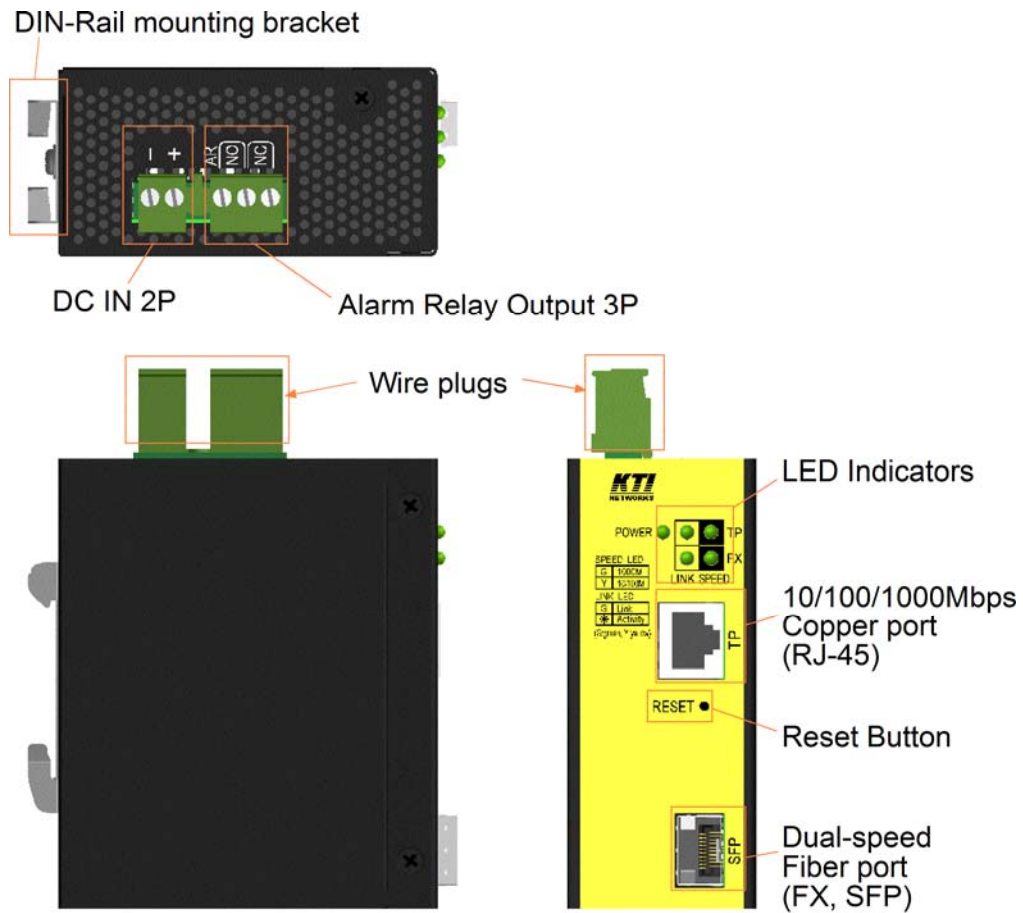 DIN-Rail mounting bracket
− +
AR
NO
NC
DC IN 2P
Alarm Relay Output 3P
Wire plugs
LED Indicators
KTI
NETWORKS
POWER
TP
FX
LINK SPEED
SPEED LED
G 1000M
Y 10/100M
LINK LED
G Link
Activity
10/100/1000Mbps
Copper port
(RJ-45)
TP
RESET
Reset Button
SFP
Dual-speed
Fiber port
(FX, SFP)